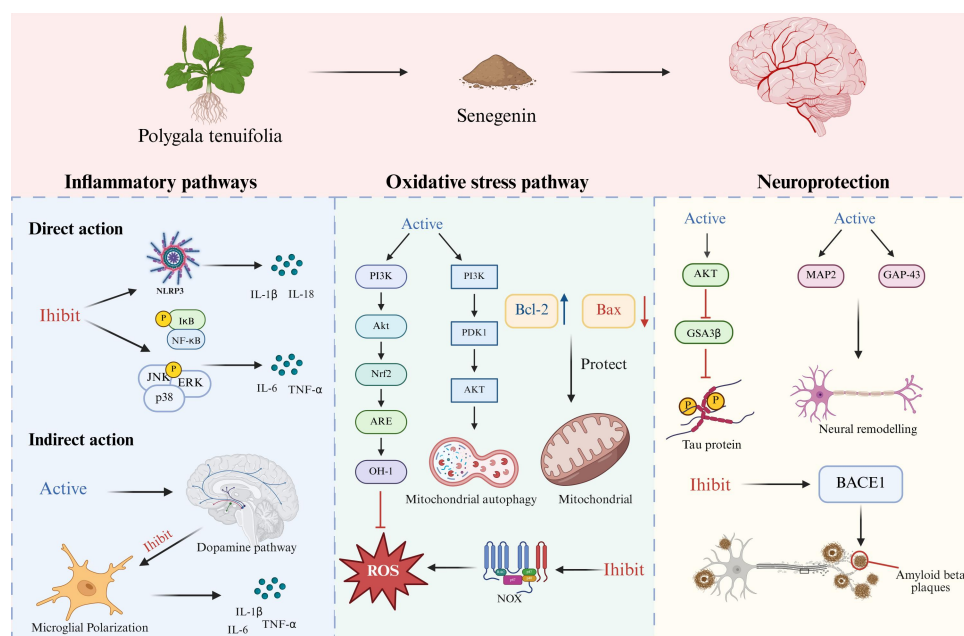 Polygala tenuifolia
Senegenin
Inflammatory pathways
Oxidative stress pathway
Neuroprotection
Direct action
NLRP3
IL-1β IL-18
Ihibit
P
IκB
NF-κB
P
JNK
ERK
p38
IL-6 TNF-α
Indirect action
Active
Dopamine pathway
Ihibit
Microglial Polarization
IL-1β
IL-6 TNF-α
Active
PI3K
PI3K
Akt
PDK1
Nrf2
AKT
ARE
OH-1
Bcl-2
Bax
Protect
Mitochondrial autophagy
Mitochondrial
ROS
NOX
Ihibit
Active
AKT
GSA3β
P
P
Tau protein
Active
MAP2
GAP-43
Neural remodelling
Ihibit
BACE1
Amyloid beta
plaques